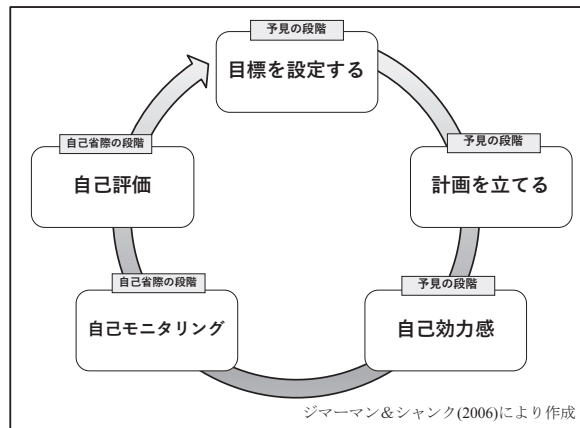 予見の段階
目標を設定する
予見の段階
計画を立てる
予見の段階
自己効力感
自己省際の段階
自己モニタリング
自己省際の段階
自己評価
ジマーマン＆シャンク(2006)により作成